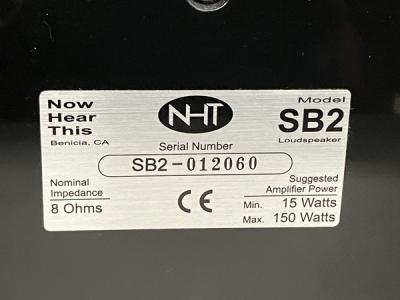 Now
Hear
This
Benicia, CA
NHT
Model
SB2
Loudspeaker
Serial Number
SB2-012060
Nominal
Impedance
8 Ohms
CE
Suggested
Amplifier Power
Min. 15 Watts
Max. 150 Watts